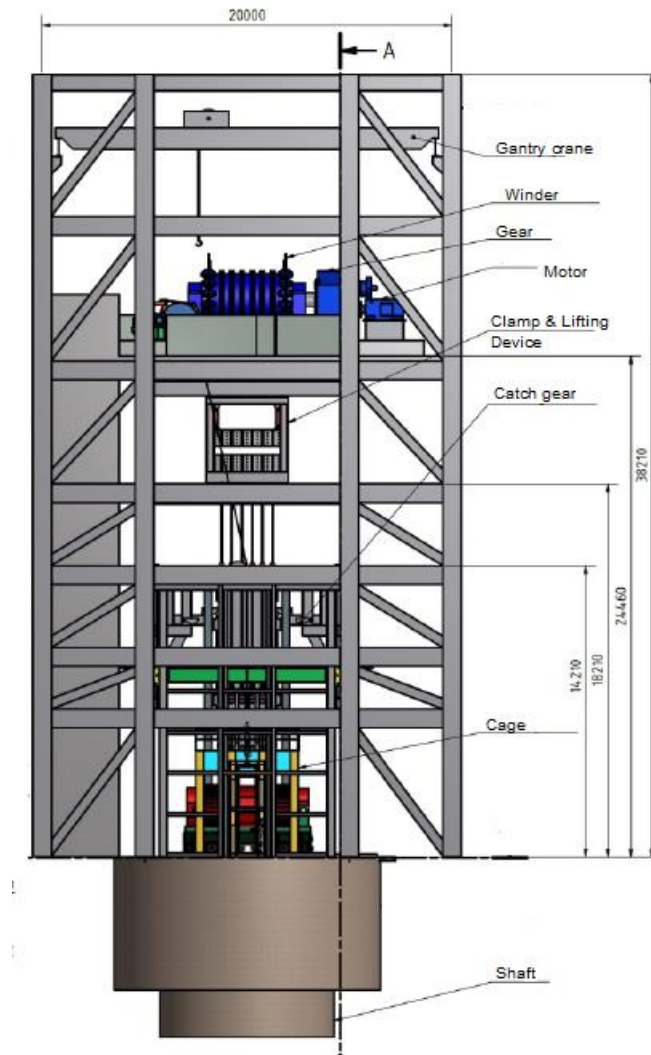 20000
A
Gantry crane
Winder
Gear
Motor
Clamp & Lifting
Device
Catch gear
38210
24460
18210
14210
Cage
Shaft